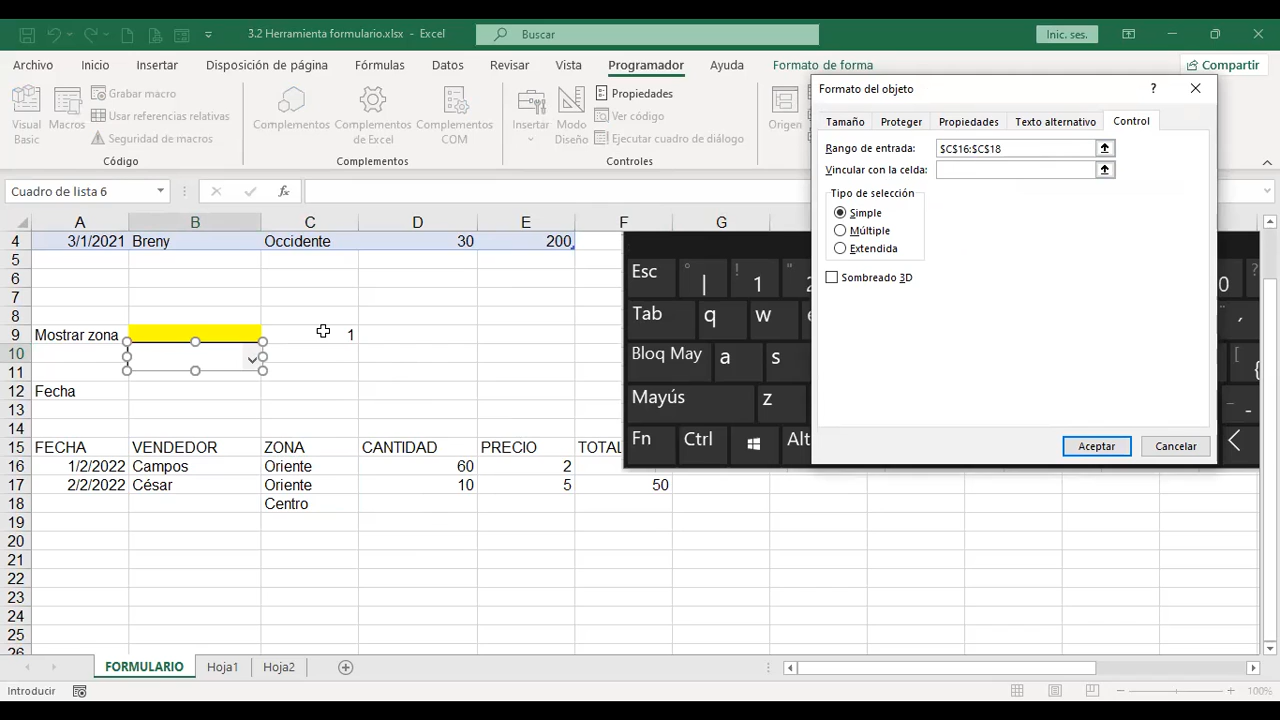 3.2 Herramienta formulario.xlsx - Excel
Buscar
Inic. ses.
Archivo Inicio Insertar Disposición de página Fórmulas Datos Revisar Vista Programador Ayuda Formato de forma
Compartir
Visual Basic
Macros
Grabar macro
Usar referencias relativas
Seguridad de macros
Código
Complementos
Complementos de Excel
Complementos COM
Complementos
Insertar
Modo Diseño
Propiedades
Ver código
Ejecutar cuadro de diálogo
Controles
Origen
Formato del objeto
?
Tamaño Proteger Propiedades Texto alternativo Control
Rango de entrada: $C$16:$C$18
Vincular con la celda:
Tipo de selección
Simple
Múltiple
Extendida
Sombreado 3D
Aceptar Cancelar
Cuadro de lista 6
fx
A B C D E F G
4 3/1/2021 Breny Occidente 30 200
5
6
7
8
9 Mostrar zona 1
10
11
12 Fecha
13
14
15 FECHA VENDEDOR ZONA CANTIDAD PRECIO TOTAL
16 1/2/2022 Campos Oriente 60 2
17 2/2/2022 César Oriente 10 5 50
18 Centro
19
20
21
22
23
24
25
26
Esc ° | ! 1 " 2
Tab q w
Bloq May a s
Mayús z
Fn Ctrl Alt
FORMULARIO Hoja1 Hoja2
Introducir
100%